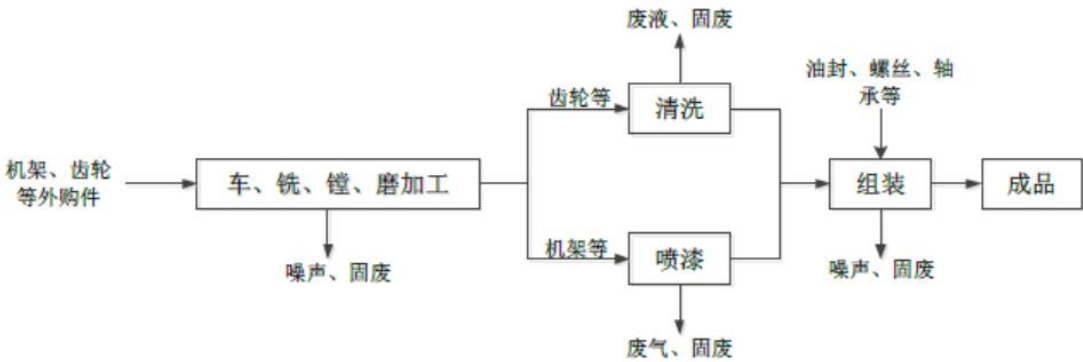 废液、固废
油封、螺丝、轴
承等
齿轮等
清洗
机架、齿轮
等外购件
车、铣、镗、磨加工
组装
成品
机架等
喷漆
噪声、固废
噪声、固废
废气、固废